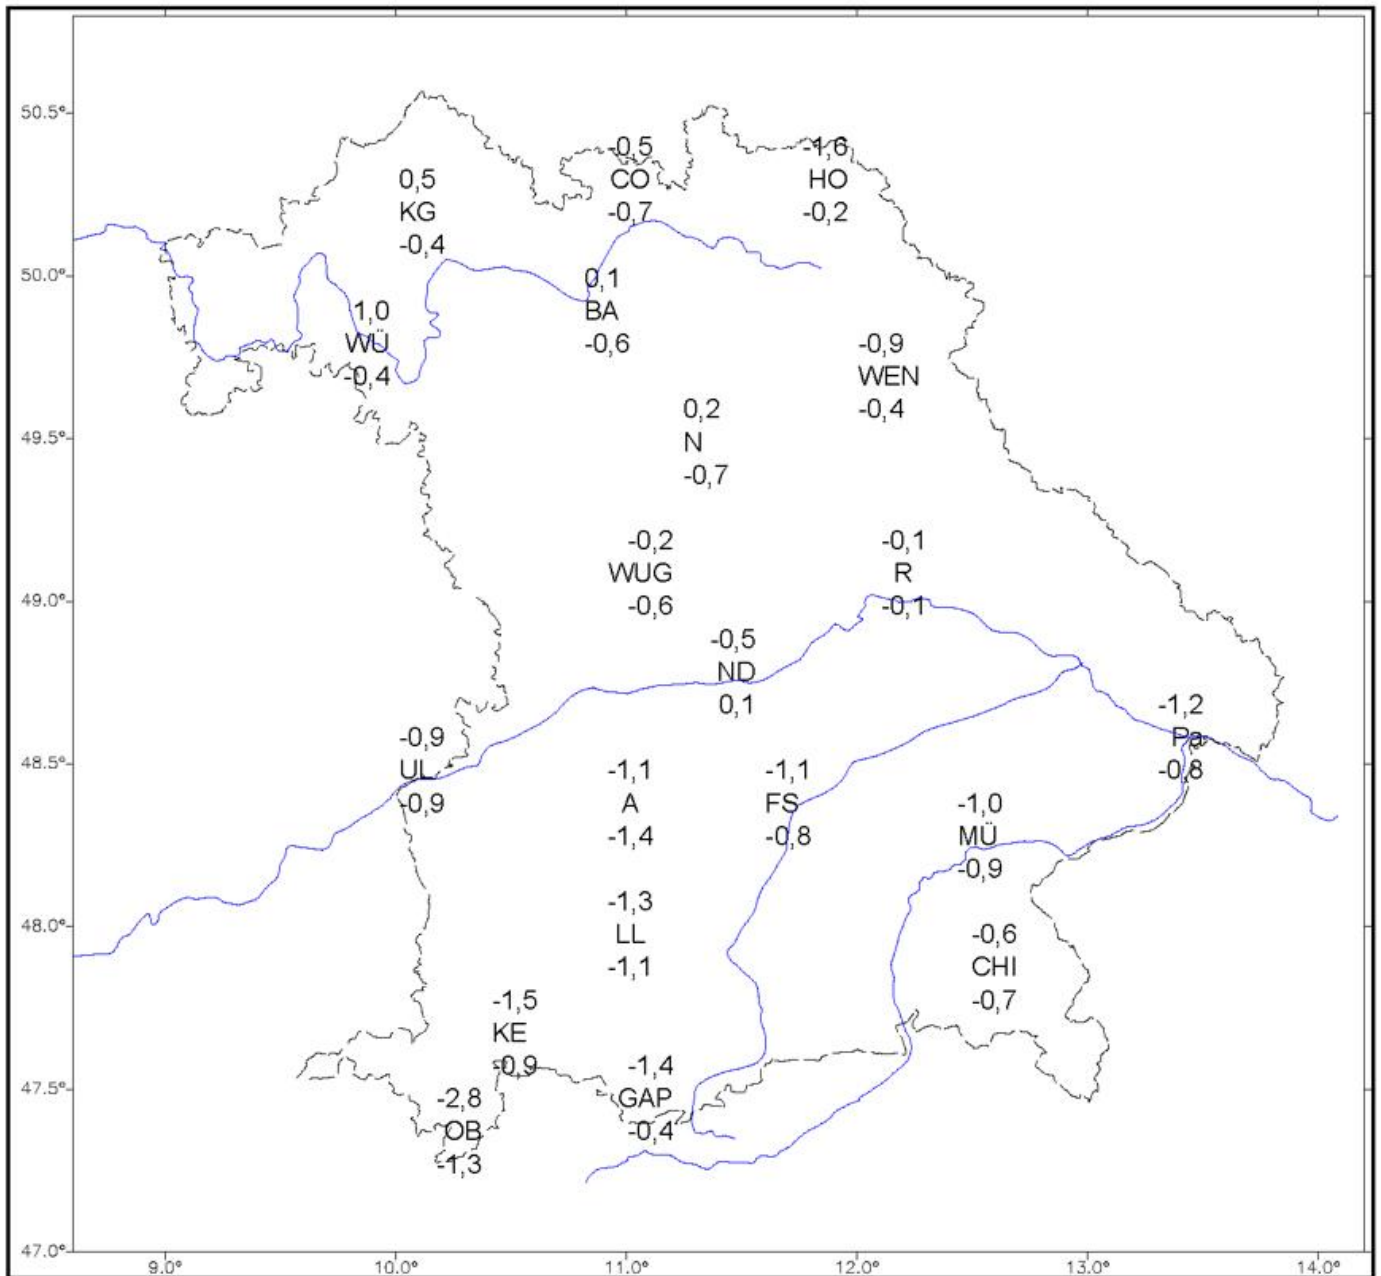 50.5°
-0,5
CO
-0,7
-1,6
HO
-0,2
0,5
KG
-0,4
50.0°
0,1
BA
-0,6
1,0
WÜ
-0,4
-0,9
WEN
-0,4
49.5°
0,2
N
-0,7
-0,2
WUG
-0,6
-0,1
R
-0,1
49.0°
-0,5
ND
0,1
-1,2
Pa
-0,8
-0,9
UL
-0,9
48.5°
-1,1
A
-1,4
-1,1
FS
-0,8
-1,0
MÜ
-0,9
-1,3
LL
-1,1
48.0°
-0,6
CHI
-0,7
-1,5
KE
-0,9
47.5°
-1,4
GAP
-0,4
-2,8
OB
-1,3
47.0°
9.0° 10.0° 11.0° 12.0° 13.0° 14.0°